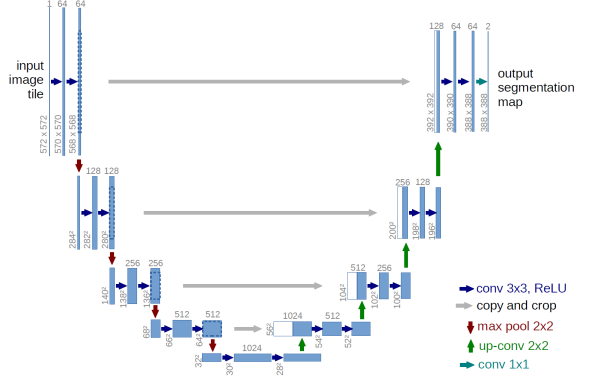 1 64 64
128 64 64 2
input
image
tile
output
segmentation
map
572 x 572
570 x 570
568 x 568
392 x 392
390 x 390
388 x 388
388 x 388
128 128
256 128
284²
282²
280²
200²
198²
196²
256 256
512 256
140²
138²
136²
104²
102²
100²
512 512
1024 512
68²
66²
64²
56²
54²
52²
1024
32²
30²
28²
conv 3x3, ReLU
copy and crop
max pool 2x2
up-conv 2x2
conv 1x1